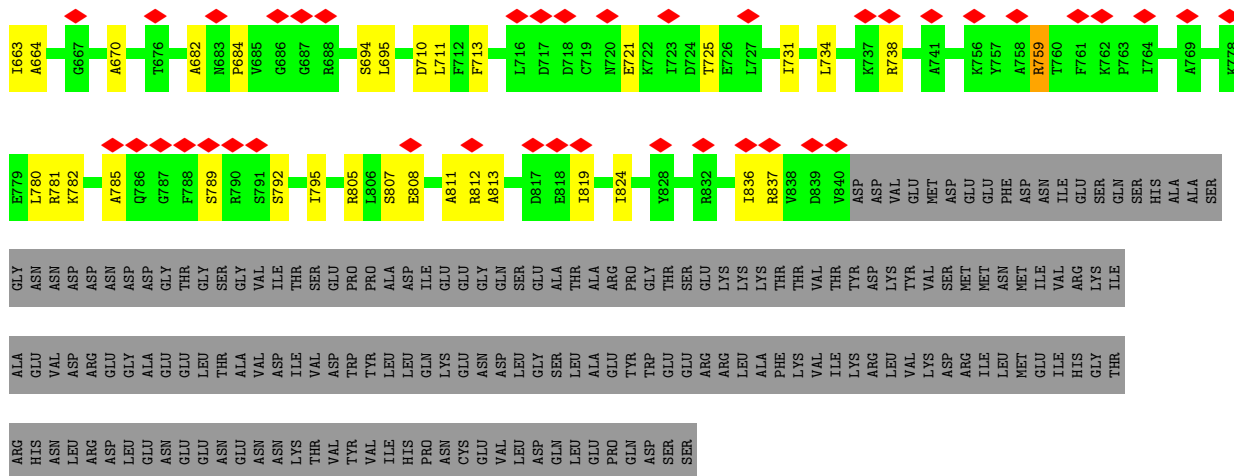 I663 A664 G667 A670 T676 A682 N683 P684 V685 G686 G687 R688 S694 L695 D710 L711 F712 F713 L716 D717 D718 C719 N720 E721 K722 I723 D724 T725 E726 L727 I731 L734 K737 R738 A741 K756 Y757 A758 R759 T760 F761 K762 P763 I764 A769 K778
E779 L780 R781 K782 A785 Q786 G787 F788 S789 R790 S791 S792 I795 R805 L806 S807 E808 A811 R812 A813 D817 E818 I819 I824 Y828 R832 I836 R837 V838 D839 V840 ASP ASP VAL GLU MET ASP GLU GLU PHE ASP ASN ILE GLU SER GLN SER HIS ALA ALA SER
GLY ASN ASN ASP ASP ASN ASP ASP GLY THR GLY SER GLY VAL ILE THR SER GLU PRO PRO ALA ASP ILE GLU GLU GLY GLN SER GLU ALA THR ALA ARG PRO GLY THR SER GLU LYS LYS LYS THR THR VAL THR TYR ASP LYS TYR VAL SER MET MET ASN MET ILE VAL ARG LYS ILE
ALA GLU VAL ASP ARG GLU GLY ALA GLU GLU LEU THR ALA VAL ASP ILE VAL ASP TRP TYR LEU LEU GLN LYS GLU ASN ASP LEU GLY SER LEU ALA GLU TYR TRP GLU GLU ARG ARG LEU ALA PHE LYS VAL ILE LYS ARG LEU VAL LYS ASP ARG ILE LEU MET GLU ILE HIS GLY THR
ARG HIS ASN LEU ARG ASP LEU GLU ASN GLU GLU ASN GLU ASN ASN LYS THR VAL TYR VAL ILE HIS PRO ASN CYS GLU VAL LEU ASP GLN LEU GLU PRO GLN ASP SER SER